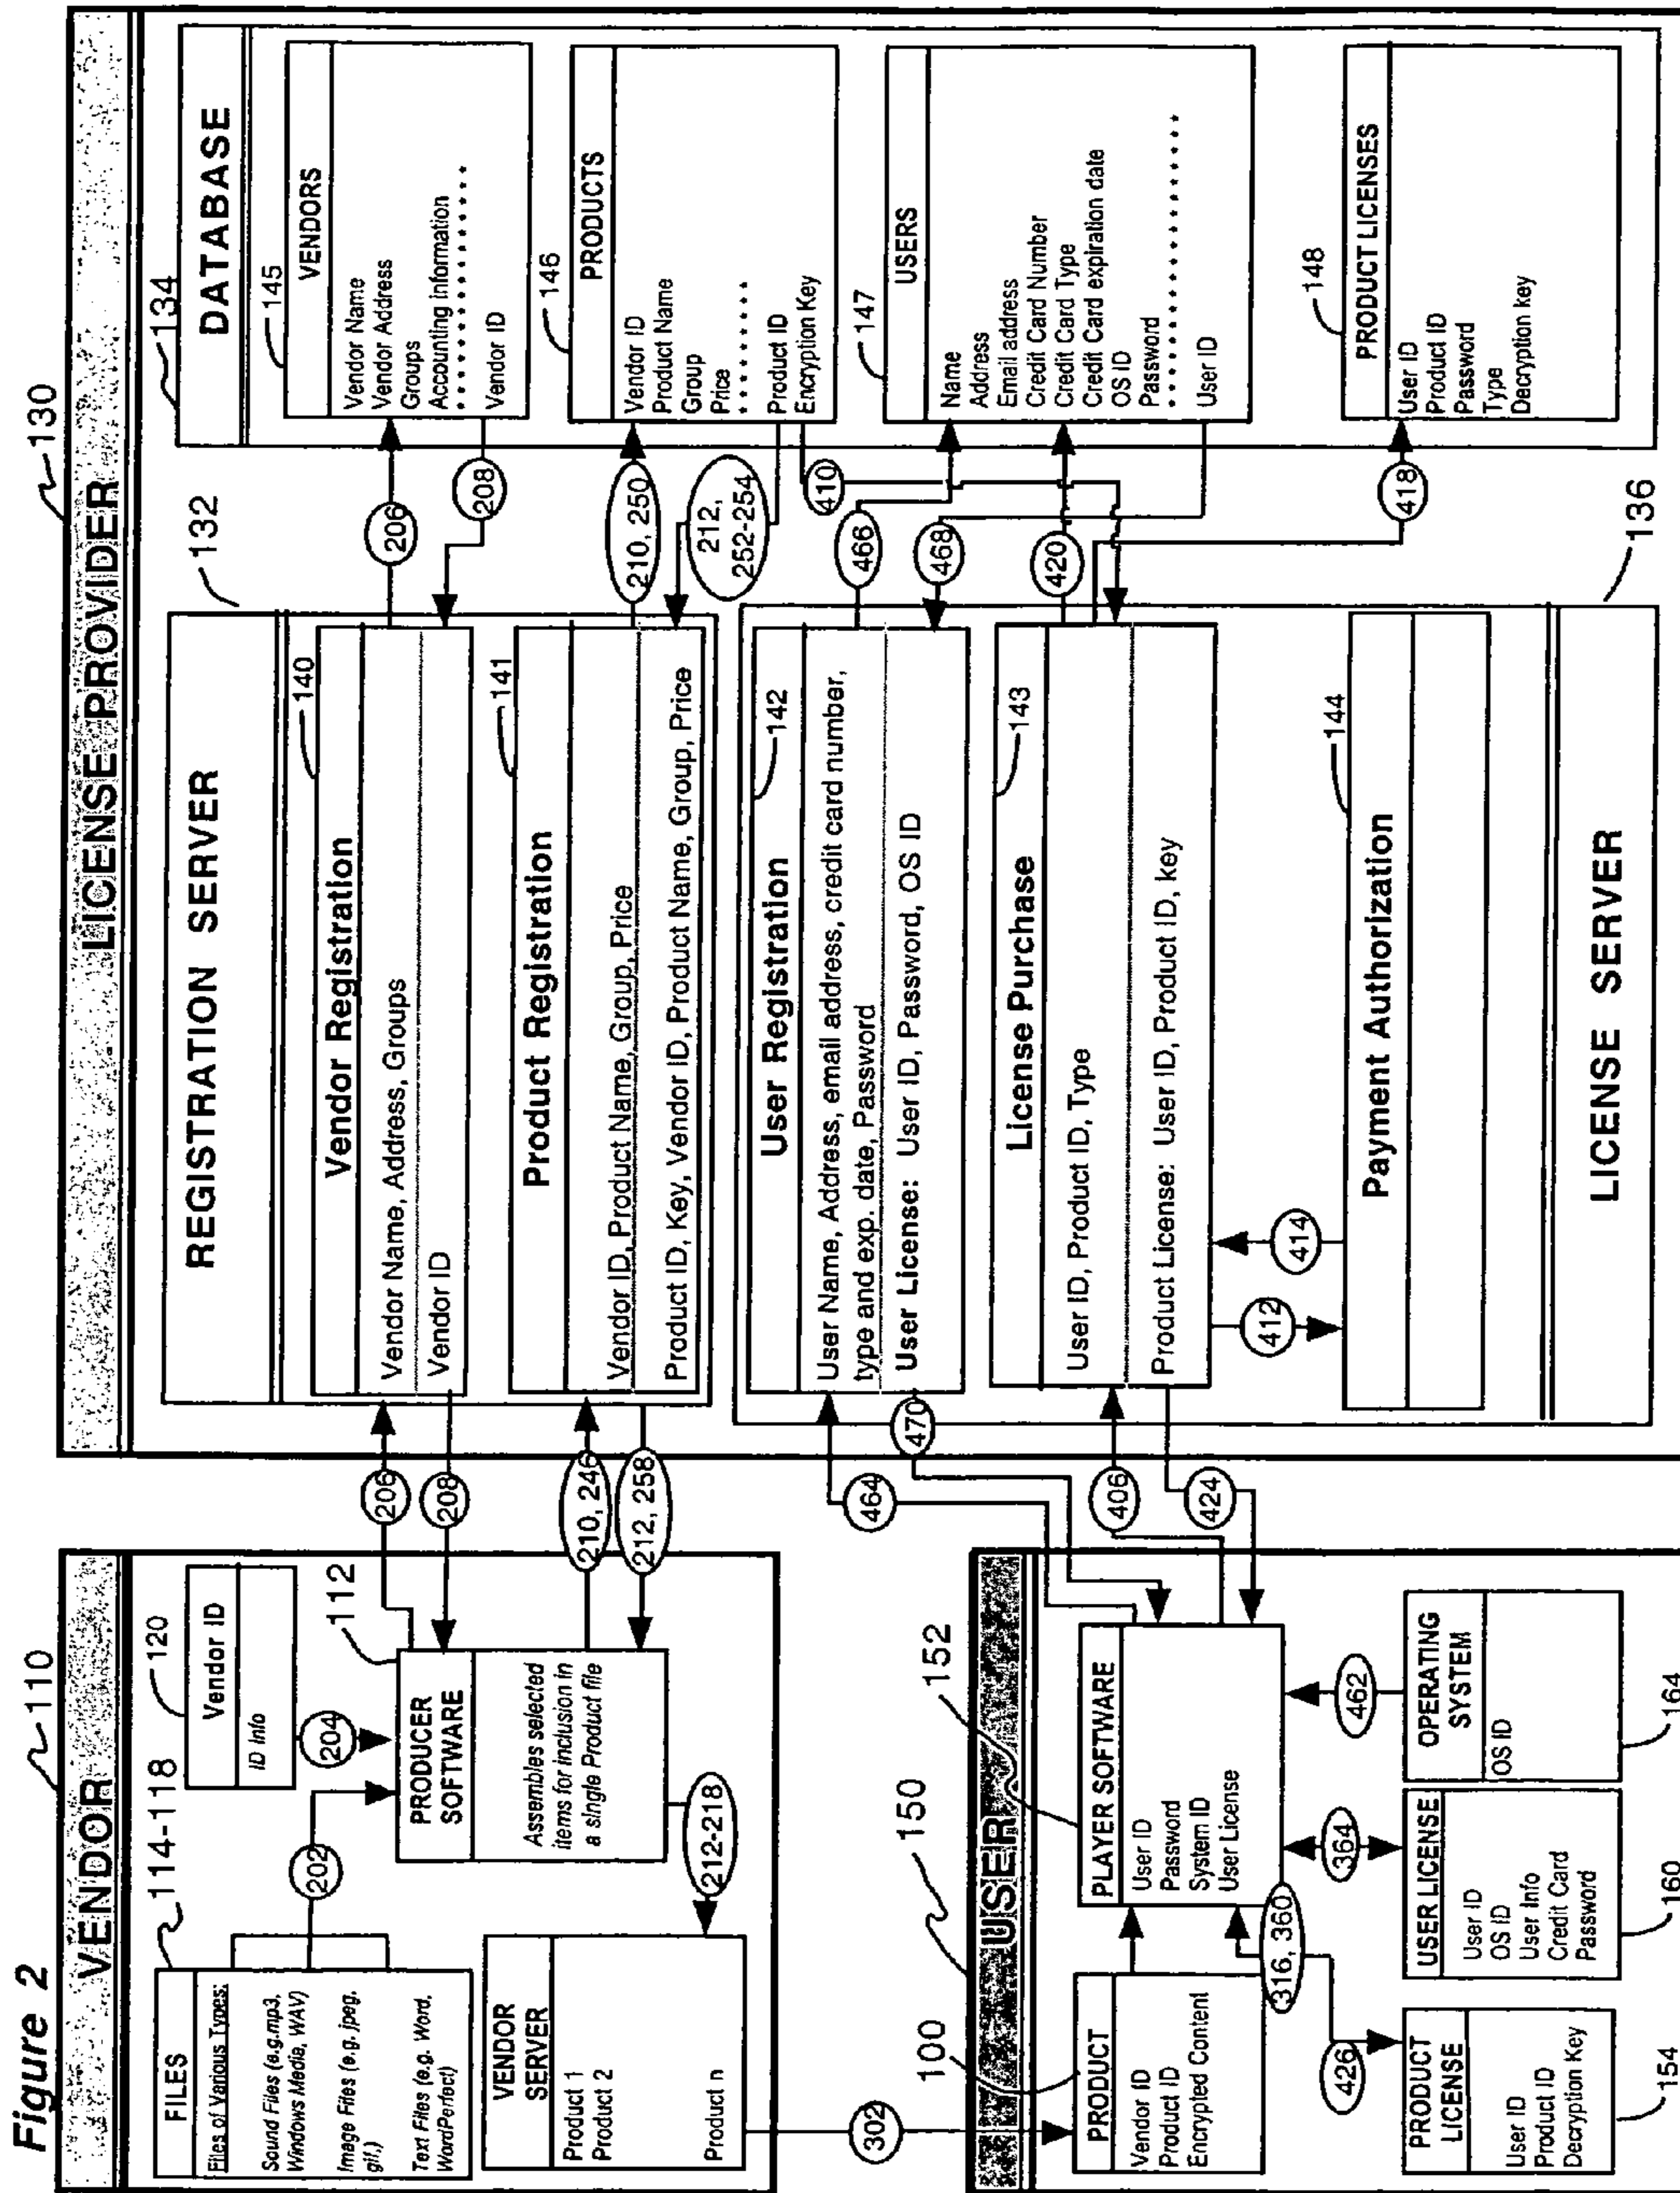 Figure 2
110
VENDOR
114-118
FILES
Files of Various Types:
Sound Files (e.g.mp3,
Windows Media, WAV)
Image Files (e.g. jpeg,
gif.)
Text Files (e.g. Word,
WordPerfect)
202
120
Vendor ID
ID Info
204
112
PRODUCER
SOFTWARE
Assembles selected
items for inclusion in
a single Product file
212-218
VENDOR
SERVER
Product 1
Product 2
Product n
302
206
208
210, 246
212, 258
150
USER
100
152
PRODUCT
Vendor ID
Product ID
Encrypted Content
PLAYER SOFTWARE
User ID
Password
System ID
User License
316, 360
364
462
426
PRODUCT
LICENSE
User ID
Product ID
Decryption Key
154
USER LICENSE
User ID
OS ID
User Info
Credit Card
Password
160
OPERATING
SYSTEM
OS ID
164
464
470
406
424
130
LICENSE PROVIDER
132
REGISTRATION SERVER
140
Vendor Registration
Vendor Name, Address, Groups
Vendor ID
141
Product Registration
Vendor ID, Product Name, Group, Price
Product ID, Key, Vendor ID, Product Name, Group, Price
142
User Registration
User Name, Address, email address, credit card number,
type and exp. date, Password
User License: User ID, Password, OS ID
143
License Purchase
User ID, Product ID, Type
Product License: User ID, Product ID, key
412
414
144
Payment Authorization
LICENSE SERVER
136
206
208
210, 250
212,
252-254
410
466
468
420
418
134
DATABASE
145
VENDORS
Vendor Name
Vendor Address
Groups
Accounting information
Vendor ID
146
PRODUCTS
Vendor ID
Product Name
Group
Price
Product ID
Encryption Key
147
USERS
Name
Address
Email address
Credit Card Number
Credit Card Type
Credit Card expiration date
OS ID
Password
User ID
148
PRODUCT LICENSES
User ID
Product ID
Password
Type
Decryption key